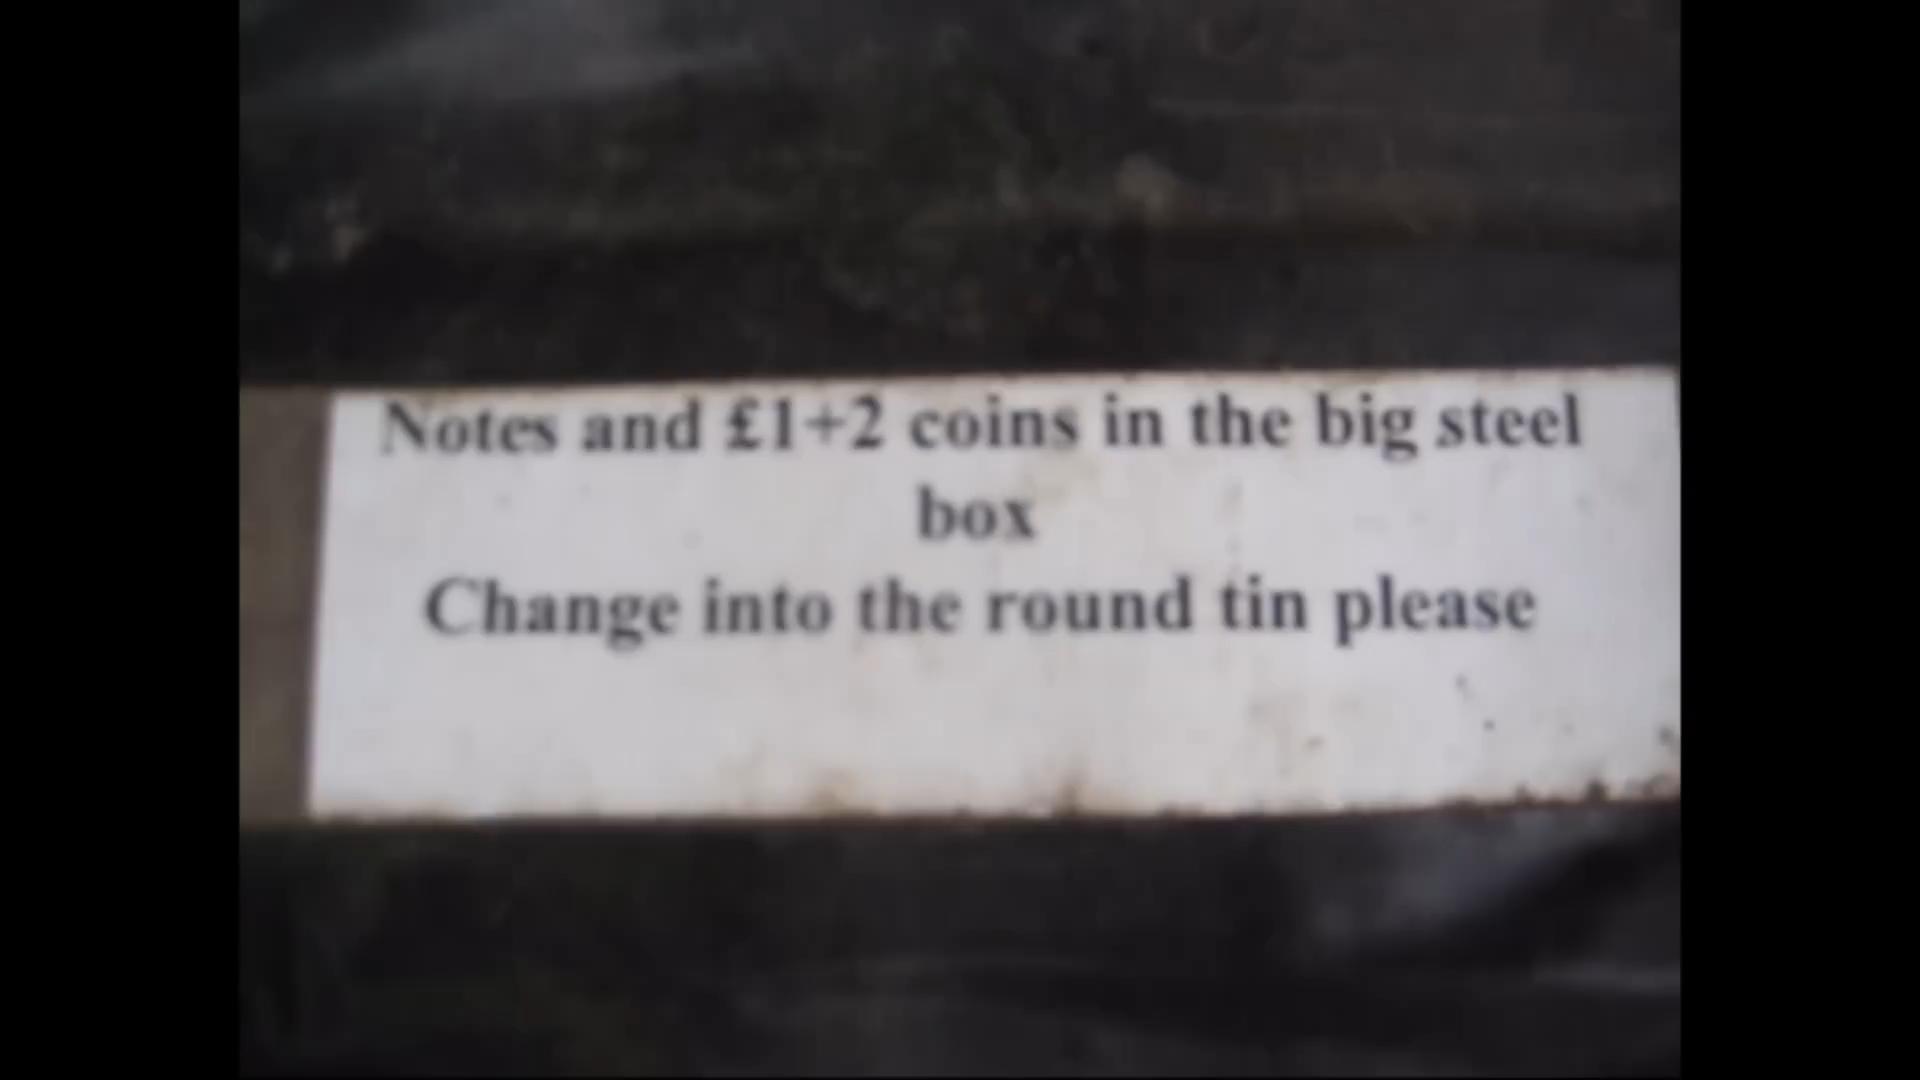 Notes and £1+2 coins in the big steel
box
Change into the round tin please